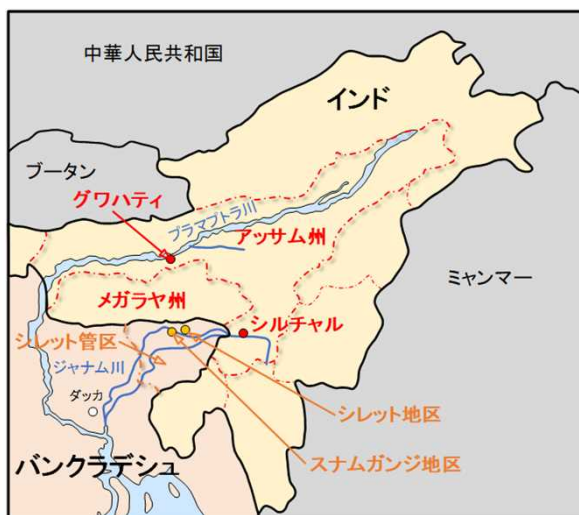 中華人民共和国
インド
ブータン
グワハティ
ブラマプトラ川
アッサム州
ミャンマー
メガラヤ州
シルチャル
シレット管区
ジャナム川
ダッカ
シレット地区
スナムガンジ地区
バンクラデシュ